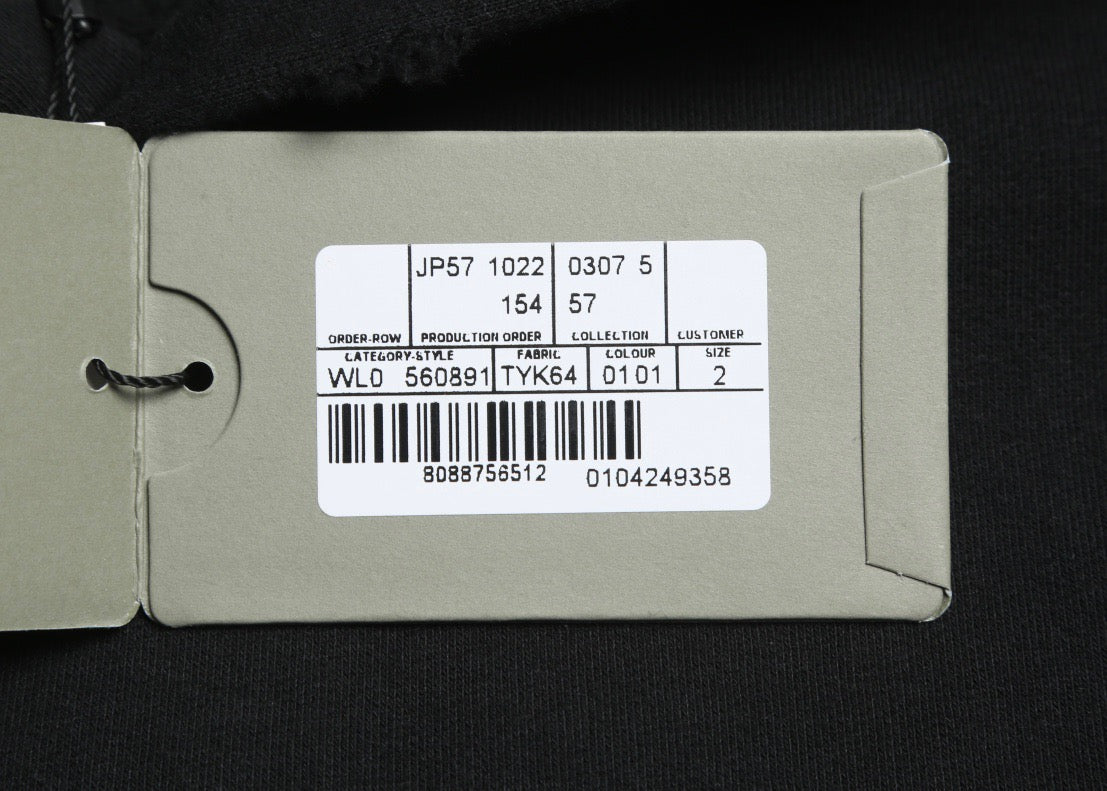 JP57 1022 0307 5
154 57
ORDER-ROW PRODUCTION ORDER COLLECTION CUSTOMER
CATEGORY-STYLE FABRIC COLOUR SIZE
WL0 560891 TYK64 0101 2
8088756512 0104249358